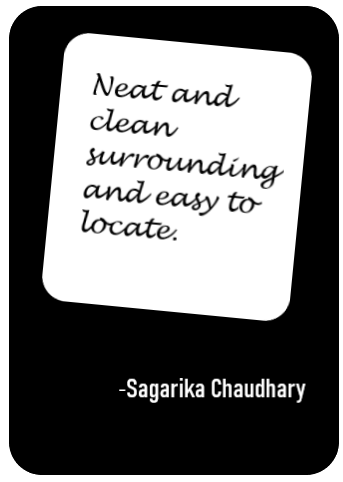 Neat and
clean
surrounding
and easy to
locate.
-Sagarika Chaudhary